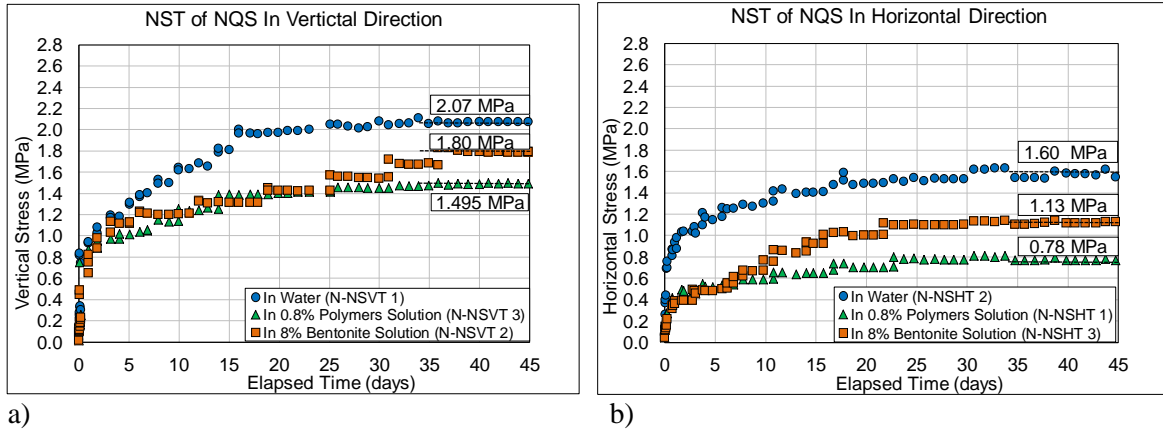 NST of NQS In Vertictal Direction
2.8
2.6
2.4
2.2
2.0
1.8
1.6
1.4
1.2
1.0
0.8
0.6
0.4
0.2
0.0
Vertical Stress (MPa)
2.07 MPa
1.80 MPa
1.495 MPa
In Water (N-NSVT 1)
In 0.8% Polymers Solution (N-NSVT 3)
In 8% Bentonite Solution (N-NSVT 2)
0 5 10 15 20 25 30 35 40 45
Elapsed Time (days)
a)
NST of NQS In Horizontal Direction
2.8
2.6
2.4
2.2
2.0
1.8
1.6
1.4
1.2
1.0
0.8
0.6
0.4
0.2
0.0
Horizontal Stress (MPa)
1.60 MPa
1.13 MPa
0.78 MPa
In Water (N-NSHT 2)
In 0.8% Polymers Solution (N-NSHT 1)
In 8% Bentonite Solution (N-NSHT 3)
0 5 10 15 20 25 30 35 40 45
Elapsed Time (days)
b)